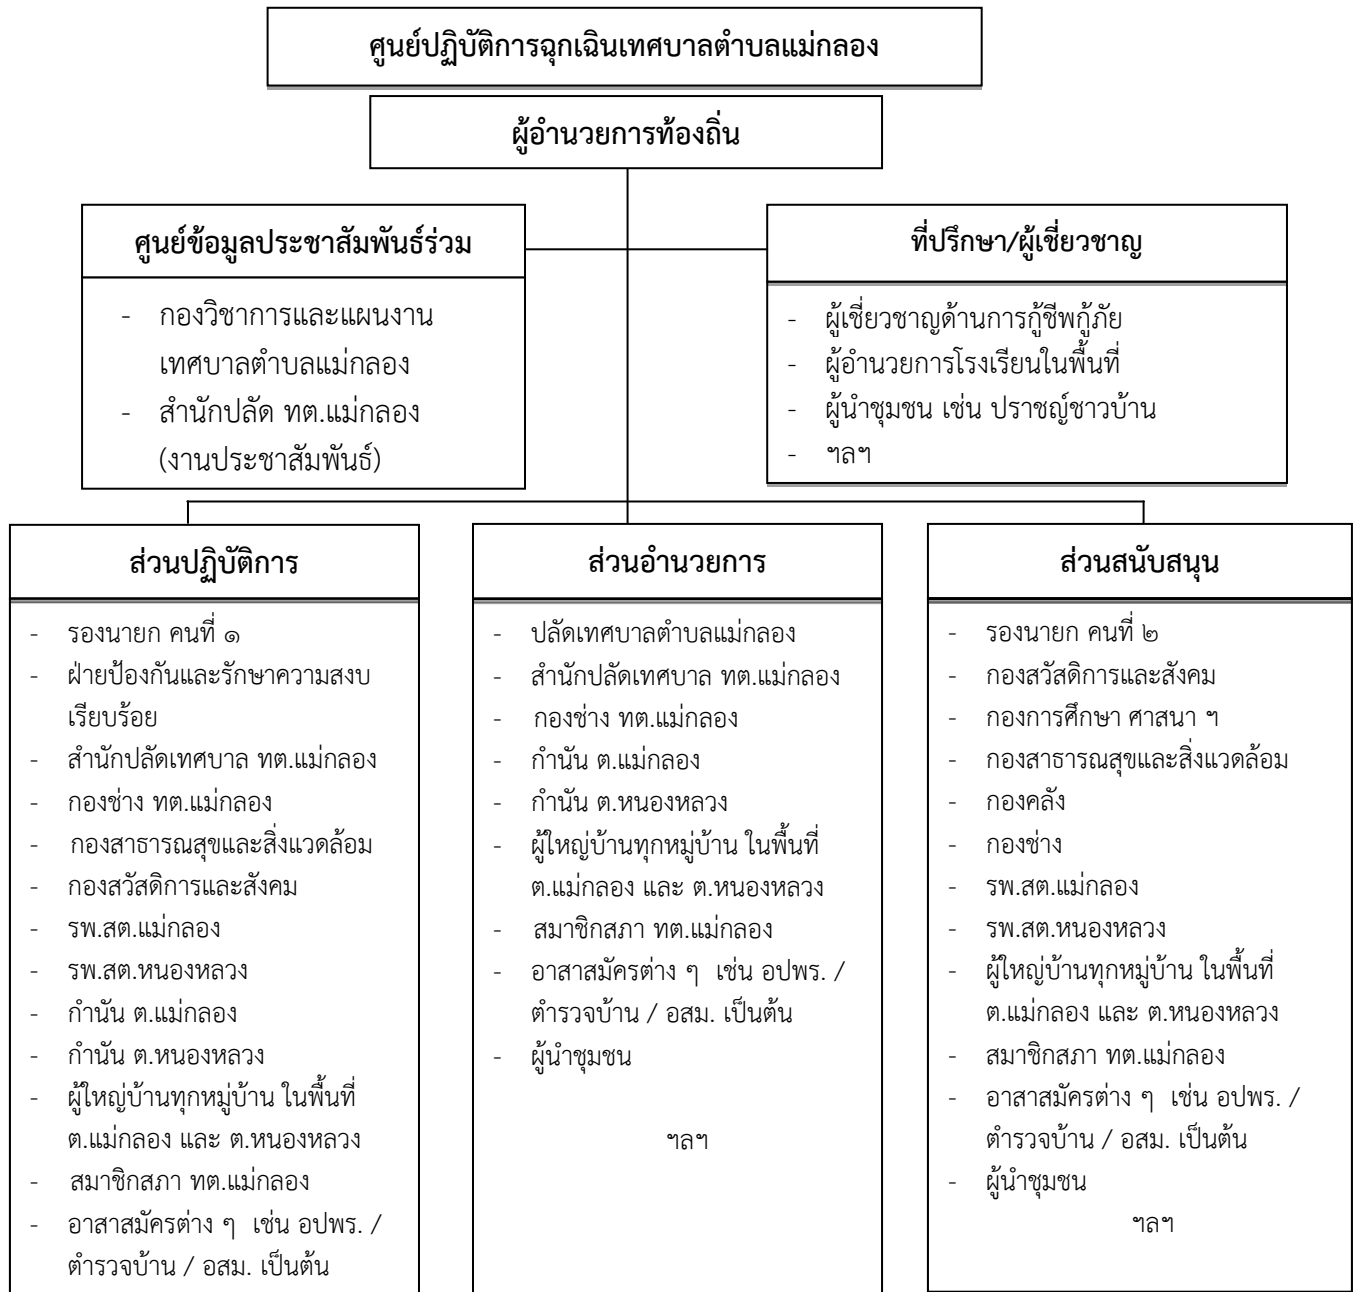 ศูนย์ปฏิบัติการฉุกเฉินเทศบาลตำบลแม่กลอง
ผู้อำนวยการท้องถิ่น
ศูนย์ข้อมูลประชาสัมพันธ์ร่วม
- กองวิชาการและแผนงาน
เทศบาลตำบลแม่กลอง
- สำนักปลัด ทต.แม่กลอง
(งานประชาสัมพันธ์)
ที่ปรึกษา/ผู้เชี่ยวชาญ
- ผู้เชี่ยวชาญด้านการกู้ชีพกู้ภัย
- ผู้อำนวยการโรงเรียนในพื้นที่
- ผู้นำชุมชน เช่น ปราชญ์ชาวบ้าน
- ฯลฯ
ส่วนปฏิบัติการ
- รองนายก คนที่ ๑
- ฝ่ายป้องกันและรักษาความสงบ
เรียบร้อย
- สำนักปลัดเทศบาล ทต.แม่กลอง
- กองช่าง ทต.แม่กลอง
- กองสาธารณสุขและสิ่งแวดล้อม
- กองสวัสดิการและสังคม
- รพ.สต.แม่กลอง
- รพ.สต.หนองหลวง
- กำนัน ต.แม่กลอง
- กำนัน ต.หนองหลวง
- ผู้ใหญ่บ้านทุกหมู่บ้าน ในพื้นที่
ต.แม่กลอง และ ต.หนองหลวง
- สมาชิกสภา ทต.แม่กลอง
- อาสาสมัครต่าง ๆ เช่น อปพร. /
ตำรวจบ้าน / อสม. เป็นต้น
ส่วนอำนวยการ
- ปลัดเทศบาลตำบลแม่กลอง
- สำนักปลัดเทศบาล ทต.แม่กลอง
- กองช่าง ทต.แม่กลอง
- กำนัน ต.แม่กลอง
- กำนัน ต.หนองหลวง
- ผู้ใหญ่บ้านทุกหมู่บ้าน ในพื้นที่
ต.แม่กลอง และ ต.หนองหลวง
- สมาชิกสภา ทต.แม่กลอง
- อาสาสมัครต่าง ๆ เช่น อปพร. /
ตำรวจบ้าน / อสม. เป็นต้น
- ผู้นำชุมชน
ฯลฯ
ส่วนสนับสนุน
- รองนายก คนที่ ๒
- กองสวัสดิการและสังคม
- กองการศึกษา ศาสนา ฯ
- กองสาธารณสุขและสิ่งแวดล้อม
- กองคลัง
- กองช่าง
- รพ.สต.แม่กลอง
- รพ.สต.หนองหลวง
- ผู้ใหญ่บ้านทุกหมู่บ้าน ในพื้นที่
ต.แม่กลอง และ ต.หนองหลวง
- สมาชิกสภา ทต.แม่กลอง
- อาสาสมัครต่าง ๆ เช่น อปพร. /
ตำรวจบ้าน / อสม. เป็นต้น
- ผู้นำชุมชน
ฯลฯ